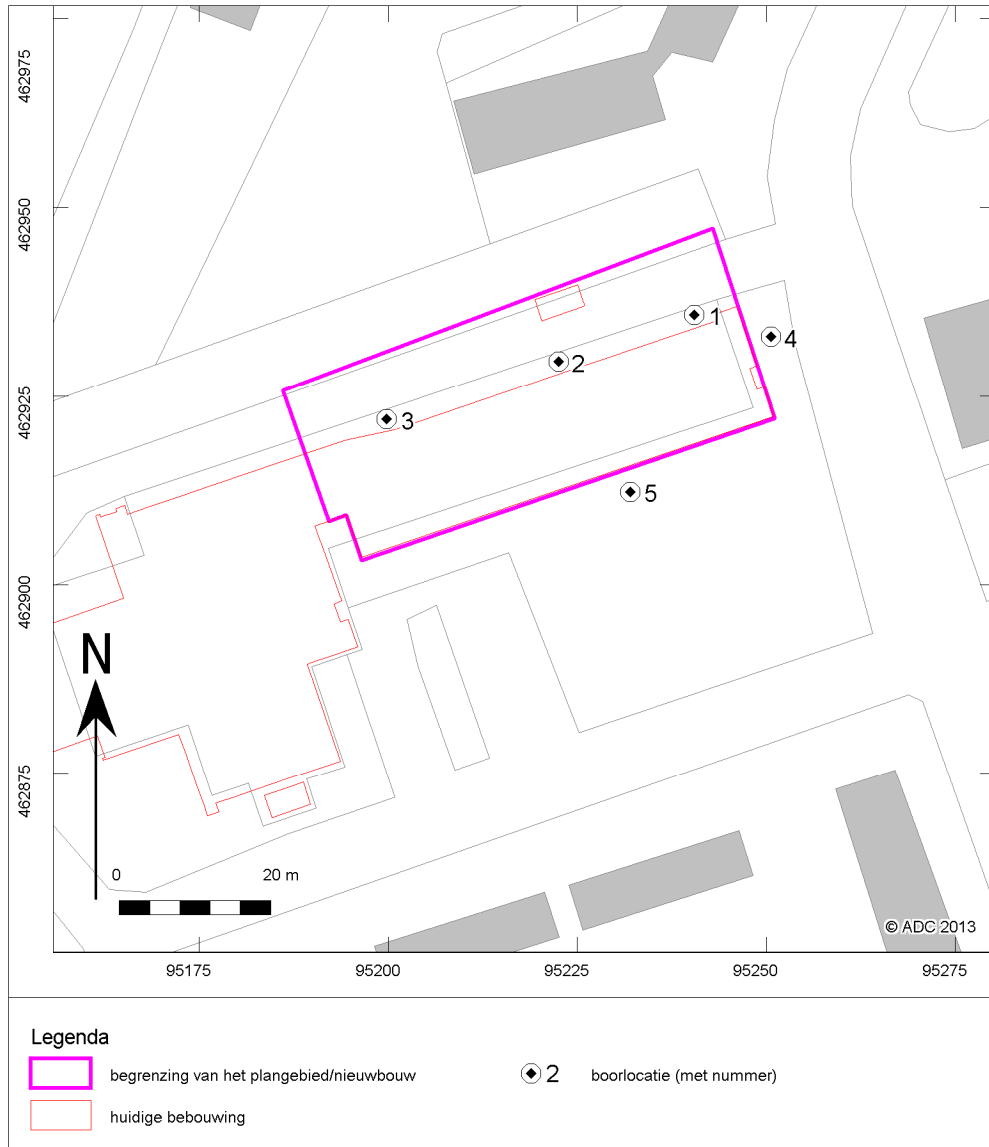 462975
462950
462925
462900
462875
1
4
2
3
5
N
0 20 m
© ADC 2013
95175 95200 95225 95250 95275
Legenda
begrenzing van het plangebied/nieuwbouw
2 boorlocatie (met nummer)
huidige bebouwing